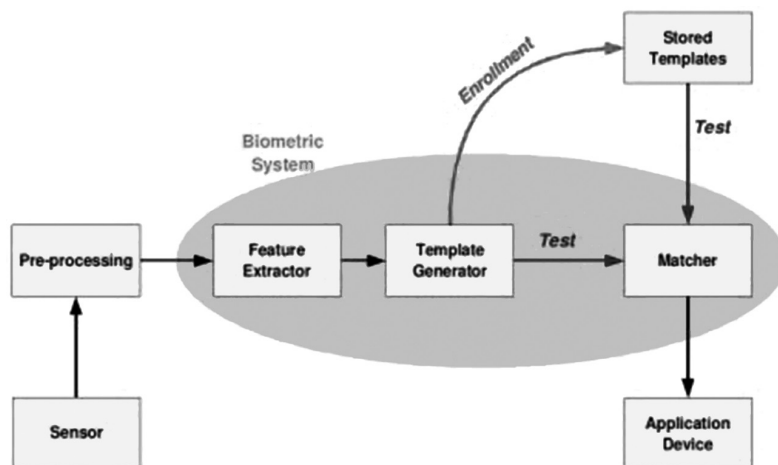 Stored
Templates
Enrollment
Test
Biometric
System
Pre-processing
Feature
Extractor
Template
Generator
Test
Matcher
Sensor
Application
Device